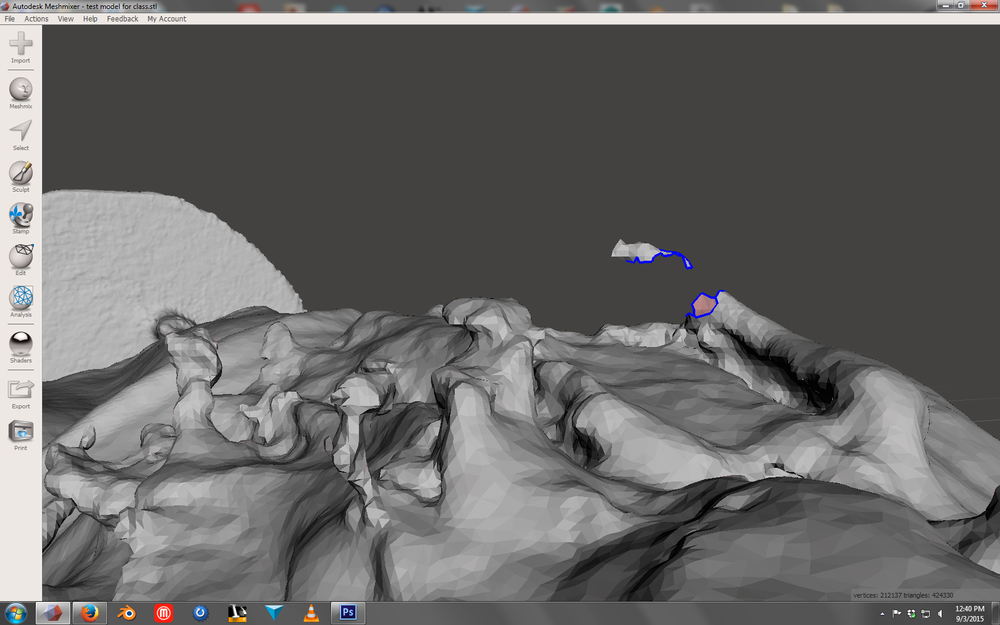 Autodesk Meshmixer - test model for class.stl
File Actions View Help Feedback My Account
Import
Meshmix
Select
Sculpt
Stamp
Edit
Analysis
Shaders
Export
Print
vertices: 212137 triangles: 424330
Ps
12:40 PM
9/3/2015